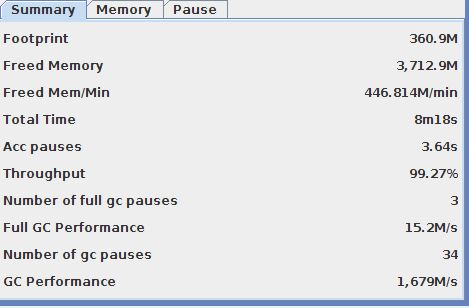 Summary Memory Pause
Footprint 360.9M
Freed Memory 3,712.9M
Freed Mem/Min 446.814M/min
Total Time 8m18s
Acc pauses 3.64s
Throughput 99.27%
Number of full gc pauses 3
Full GC Performance 15.2M/s
Number of gc pauses 34
GC Performance 1,679M/s